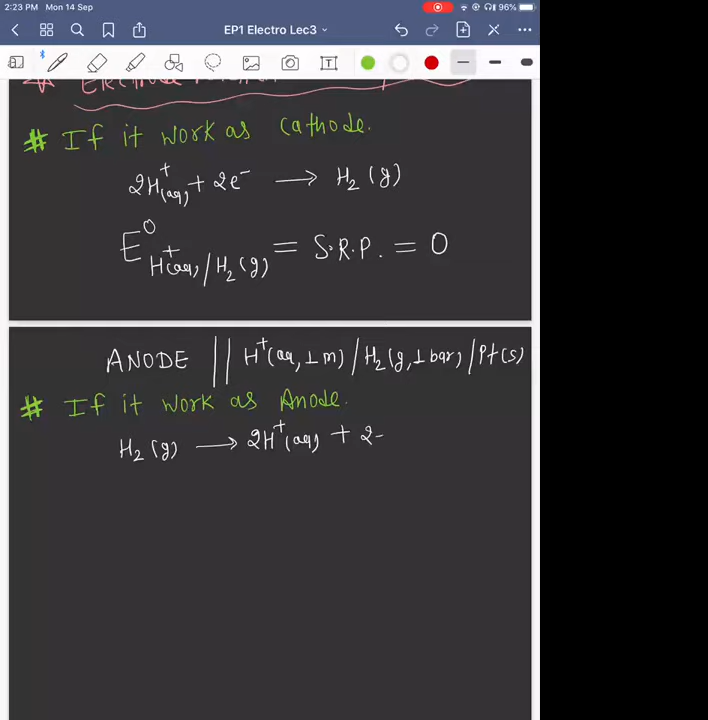 2:23 PM Mon 14 Sep
96%
EP1 Electro Lec3
# If it work as Cathode.
2H⁺(aq) + 2e⁻ ⟶ H₂ (g)
E⁰ H⁺(aq)/H₂(g) = S.R.P. = 0
ANODE || H⁺(aq, 1M) / H₂(g, 1bar) / Pt(s)
# If it work as Anode.
H₂(g) ⟶ 2H⁺(aq) + 2-